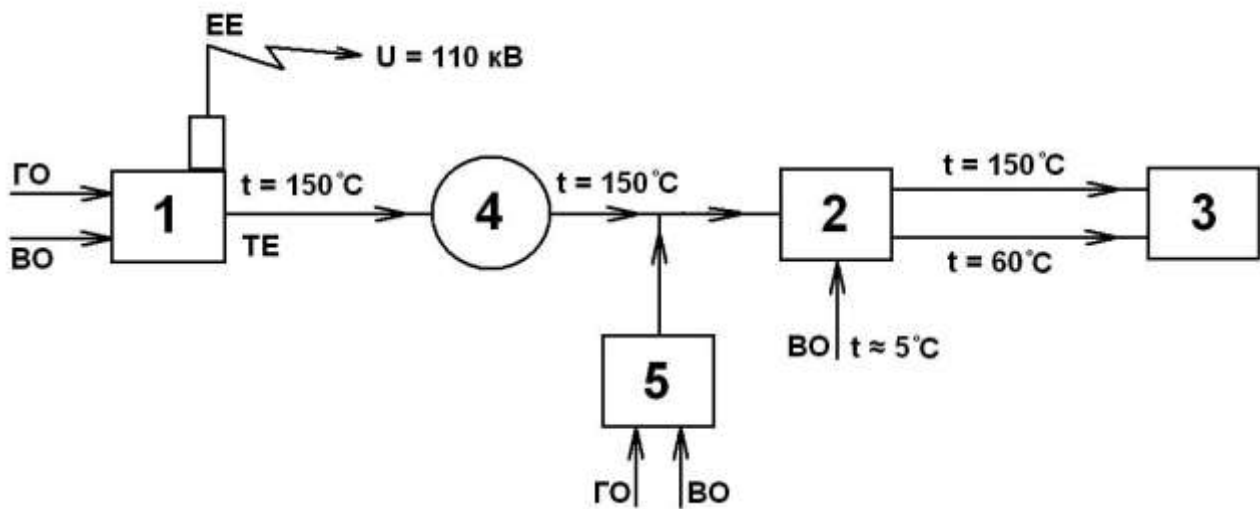 ЕЕ
U = 110 кВ
ГО
ВО
1
t = 150°C
ТЕ
4
t = 150°C
2
t = 150°C
t = 60°C
3
ВО t ≈ 5°C
5
ГО ВО